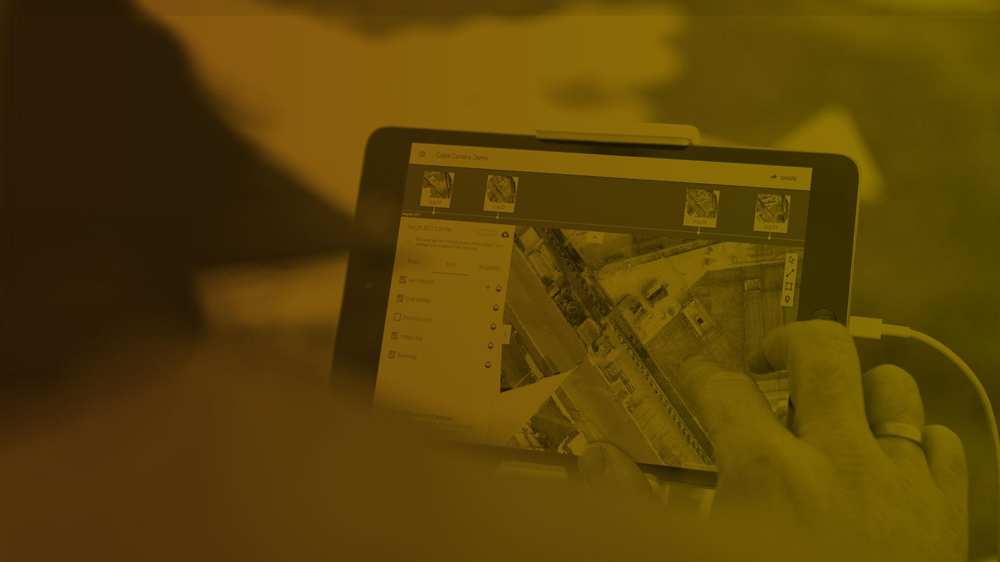 Crane Camera Demo
SHARE
Aug 24
Aug 25
Aug 28
Aug 29
August 2017
Aug 29, 2017 2:37 PM
Because you are not the owner of this project, any
changes you make will not be saved.
FILES
MAP
3D MODEL
Annotations
CAD Overlay
Elevation map
Image map
Basemap
Need more advanced analysis?